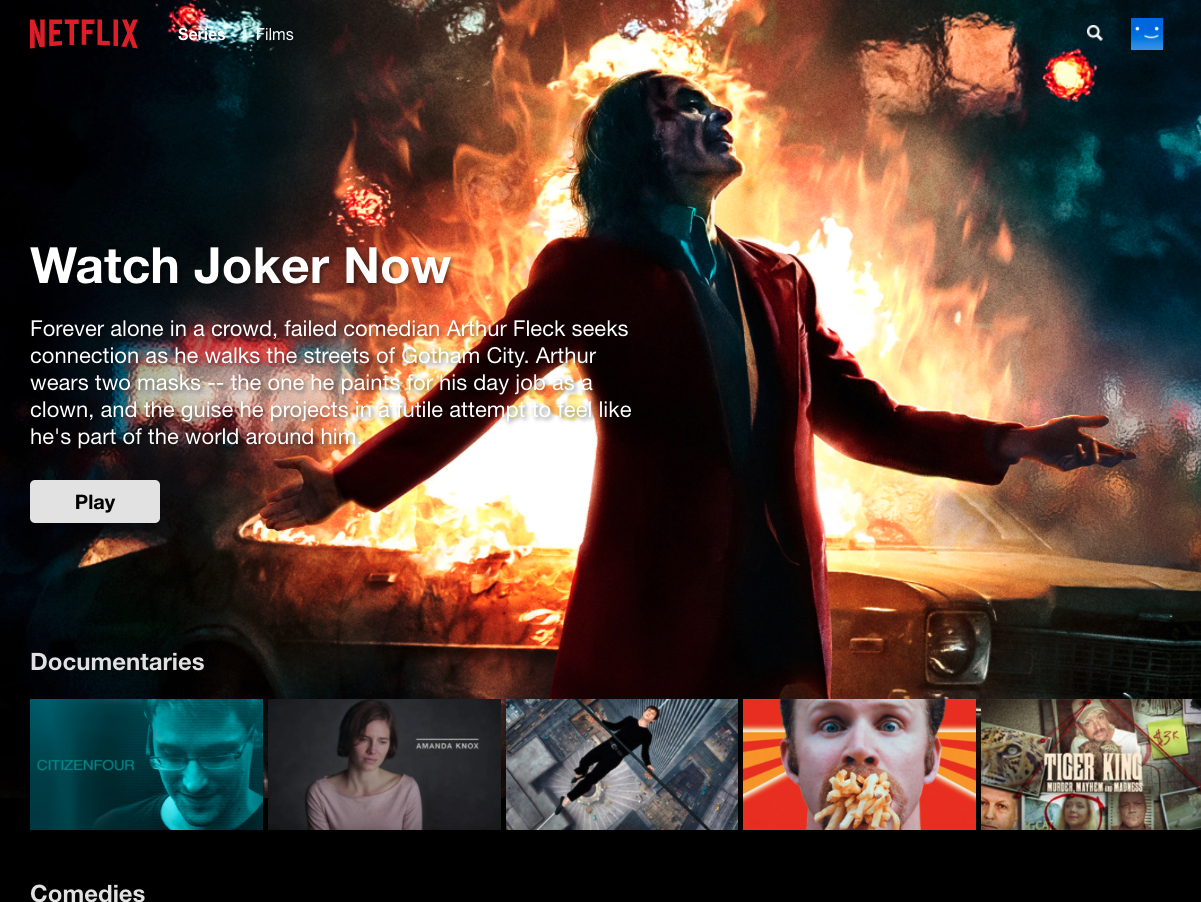 NETFLIX
Series
Films
Watch Joker Now
Forever alone in a crowd, failed comedian Arthur Fleck seeks
connection as he walks the streets of Gotham City. Arthur
wears two masks -- the one he paints for his day job as a
clown, and the guise he projects in a futile attempt to feel like
he's part of the world around him.
Play
Documentaries
CITIZENFOUR
AMANDA KNOX
$3K
TIGER KING
MURDER, MAYHEM AND MADNESS
Comedies